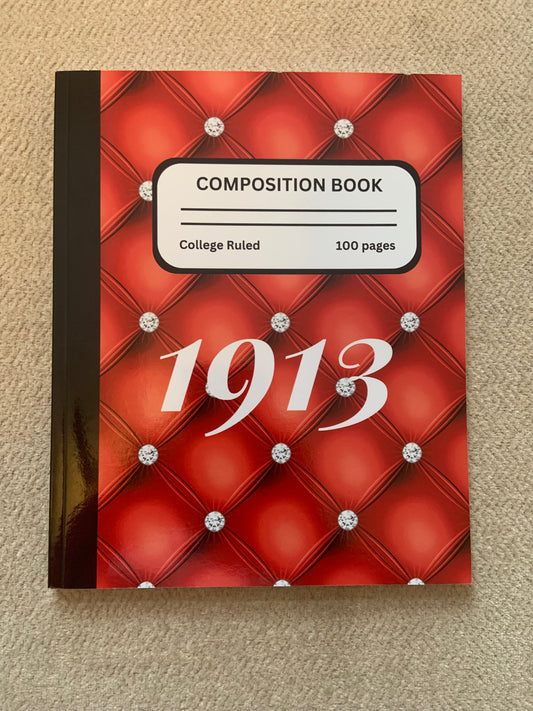 COMPOSITION BOOK
College Ruled 100 pages
1913